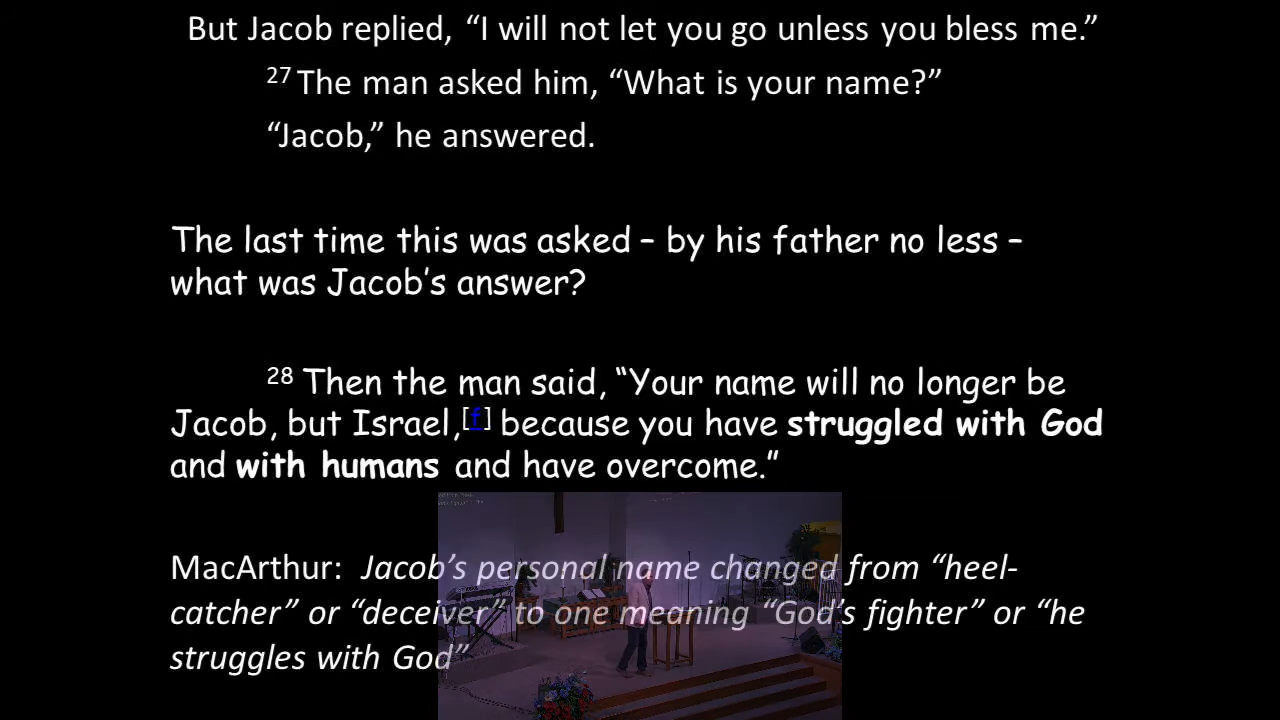 But Jacob replied, “I will not let you go unless you bless me.”
27 The man asked him, “What is your name?”
“Jacob,” he answered.
The last time this was asked – by his father no less –
what was Jacob’s answer?
28 Then the man said, “Your name will no longer be
Jacob, but Israel,[f] because you have struggled with God
and with humans and have overcome.”
MacArthur: Jacob’s personal name changed from “heel-
catcher” or “deceiver” to one meaning “God’s fighter” or “he
struggles with God”